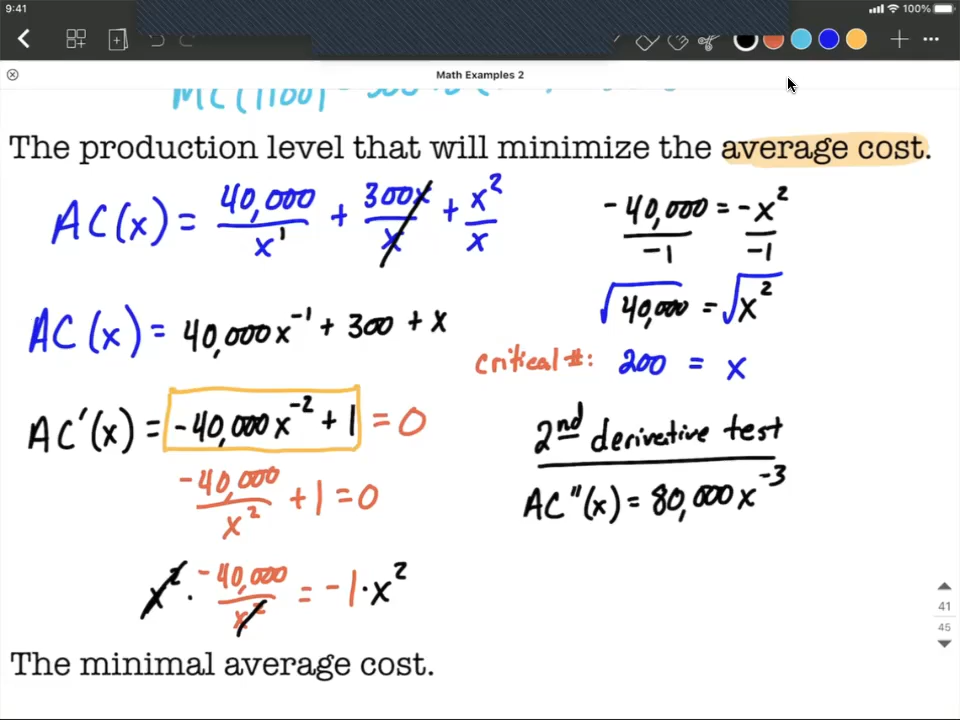 9:41
100%
Math Examples 2
MC(1100)
The production level that will minimize the average cost.
AC(x) = 40,000/x¹ + 300x/x + x²/x
AC(x) = 40,000x⁻¹ + 300 + x
AC'(x) = -40,000x⁻² + 1 = 0
-40,000/x² + 1 = 0
x² · -40,000/x² = -1 · x²
-40,000/-1 = -x²/-1
√40,000 = √x²
critical #: 200 = x
2nd derivative test
AC"(x) = 80,000x⁻³
41
45
The minimal average cost.